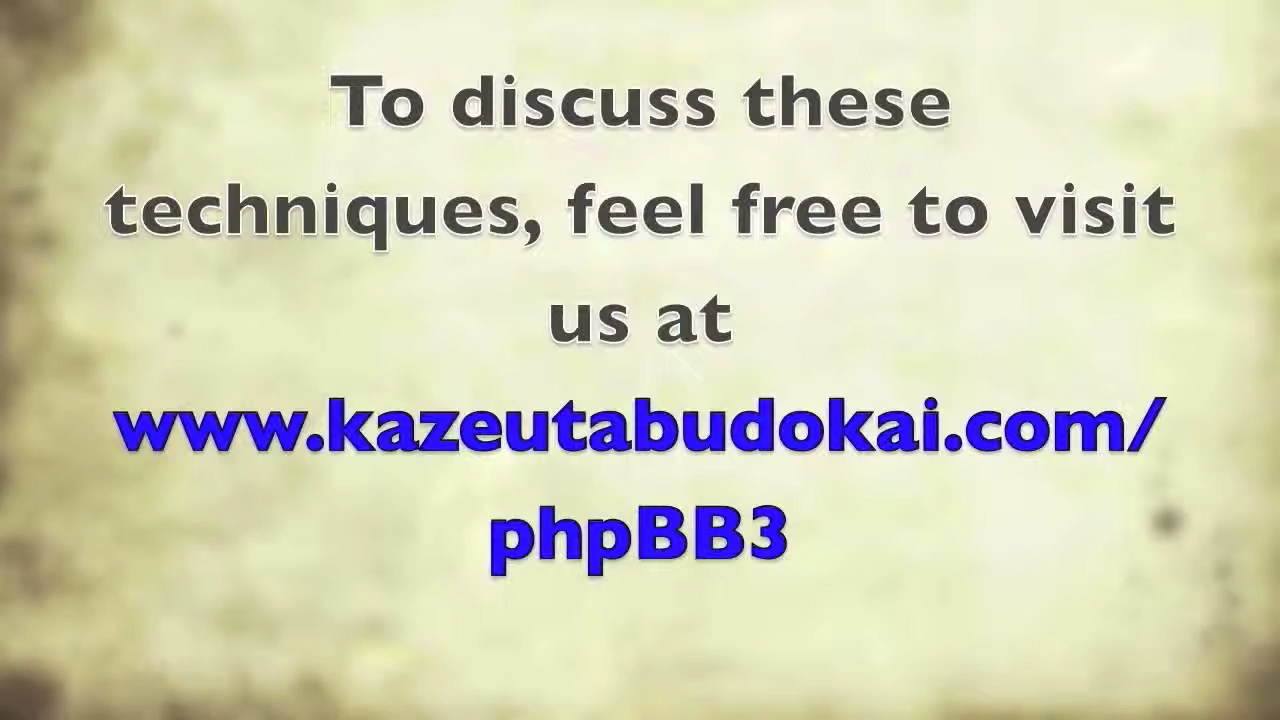 To discuss these
techniques, feel free to visit
us at
www.kazeutabudokai.com/
phpBB3